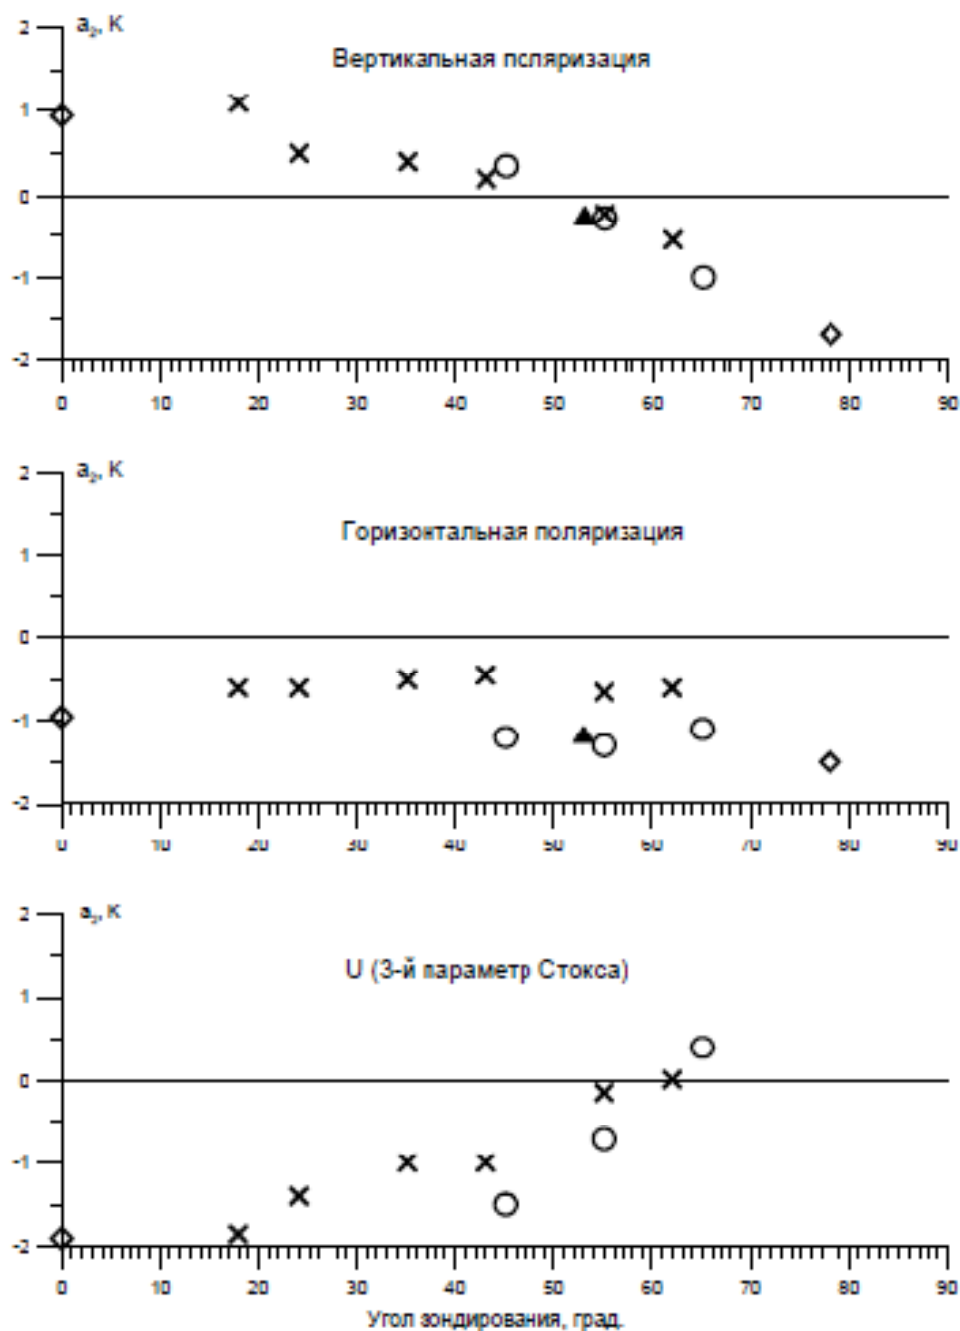 a₂, K
Вертикальная поляризация
2
1
0
-1
-2
0 10 20 30 40 50 60 70 80 90
a₂, K
Горизонтальная поляризация
2
1
0
-1
-2
0 10 20 30 40 50 60 70 80 90
a₂, K
U (3-й параметр Стокса)
2
1
0
-1
-2
0 10 20 30 40 50 60 70 80 90
Угол зондирования, град.